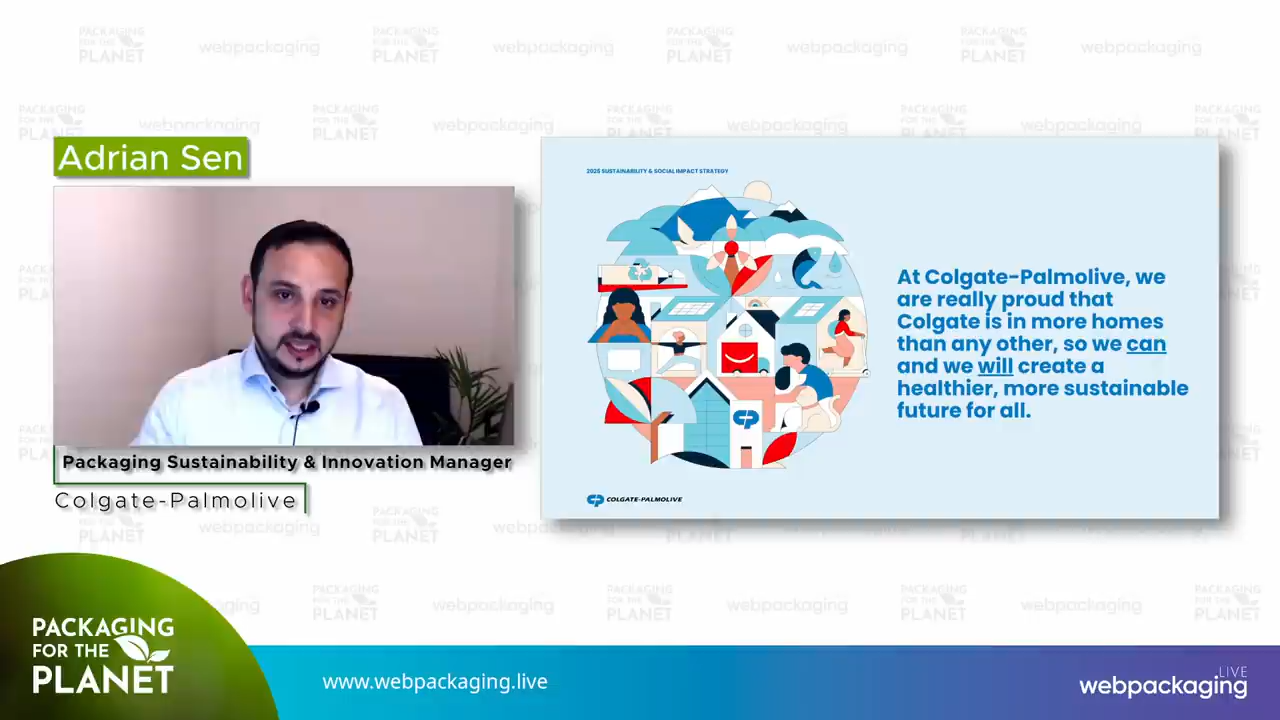 Adrian Sen
Packaging Sustainability & Innovation Manager
Colgate-Palmolive
2025 SUSTAINABILITY & SOCIAL IMPACT STRATEGY
At Colgate-Palmolive, we
are really proud that
Colgate is in more homes
than any other, so we can
and we will create a
healthier, more sustainable
future for all.
COLGATE-PALMOLIVE
PACKAGING
FOR THE
PLANET
www.webpackaging.live
LIVE
webpackaging